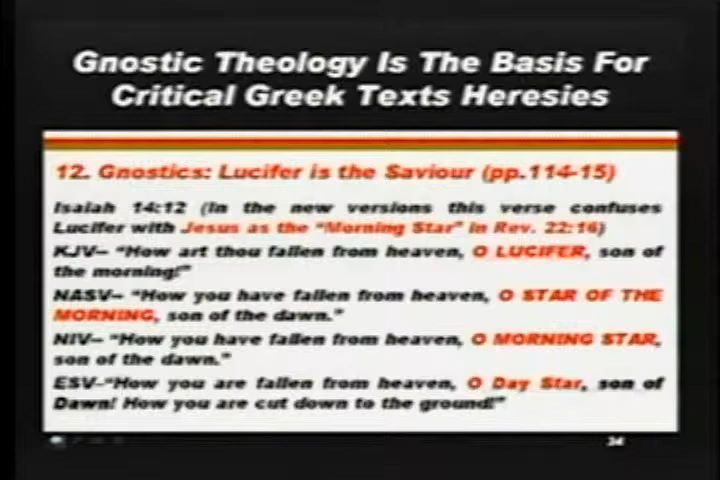 Gnostic Theology Is The Basis For
Critical Greek Texts Heresies
12. Gnostics: Lucifer is the Saviour (pp.114-15)
Isaiah 14:12 (In the new versions this verse confuses
Lucifer with Jesus as the "Morning Star" in Rev. 22:16)
KJV– "How art thou fallen from heaven, O LUCIFER, son of
the morning!"
NASV– "How you have fallen from heaven, O STAR OF THE
MORNING, son of the dawn."
NIV– "How you have fallen from heaven, O MORNING STAR,
son of the dawn."
ESV-"How you are fallen from heaven, O Day Star, son of
Dawn! How you are cut down to the ground!"
34